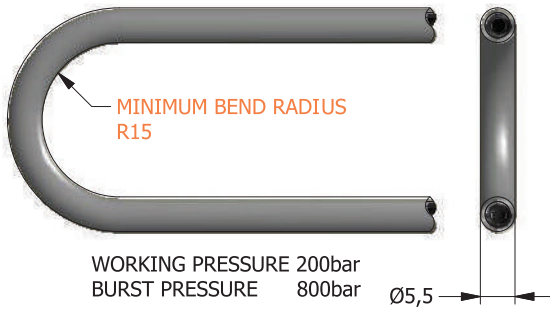 MINIMUM BEND RADIUS
R15
WORKING PRESSURE 200bar
BURST PRESSURE 800bar
Ø5,5